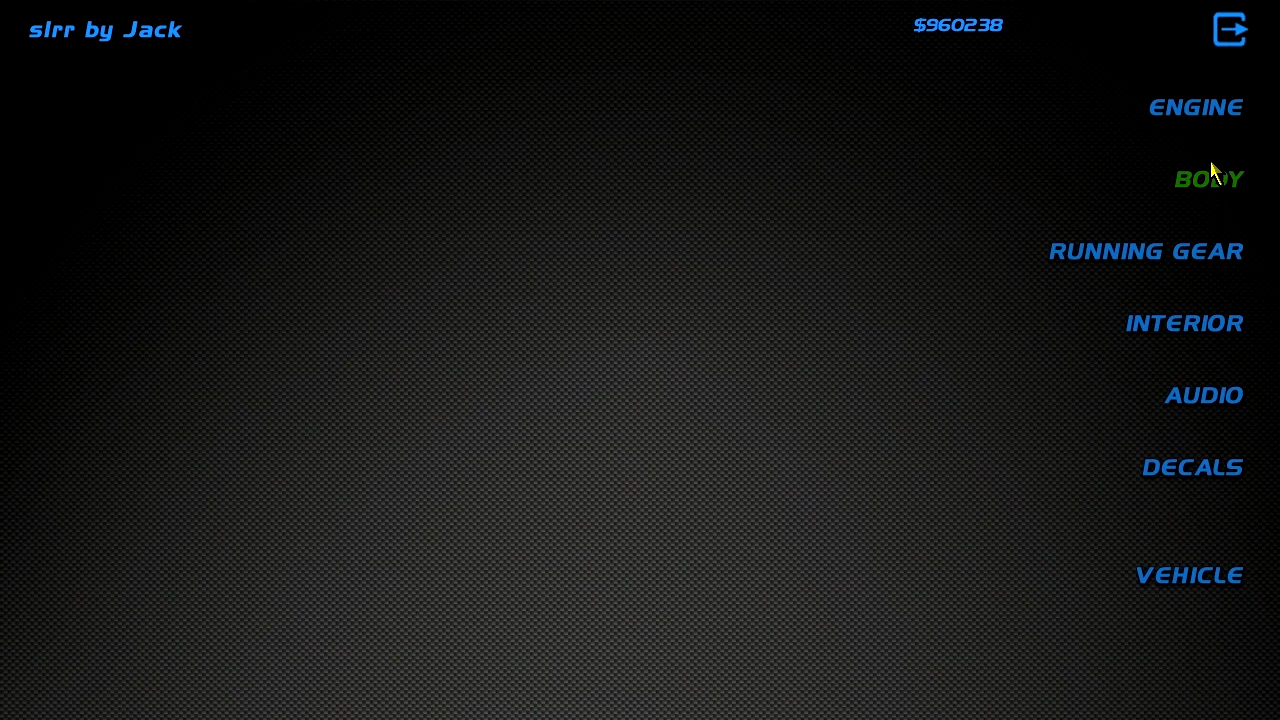 slrr by Jack
$960238
ENGINE
BODY
RUNNING GEAR
INTERIOR
AUDIO
DECALS
VEHICLE